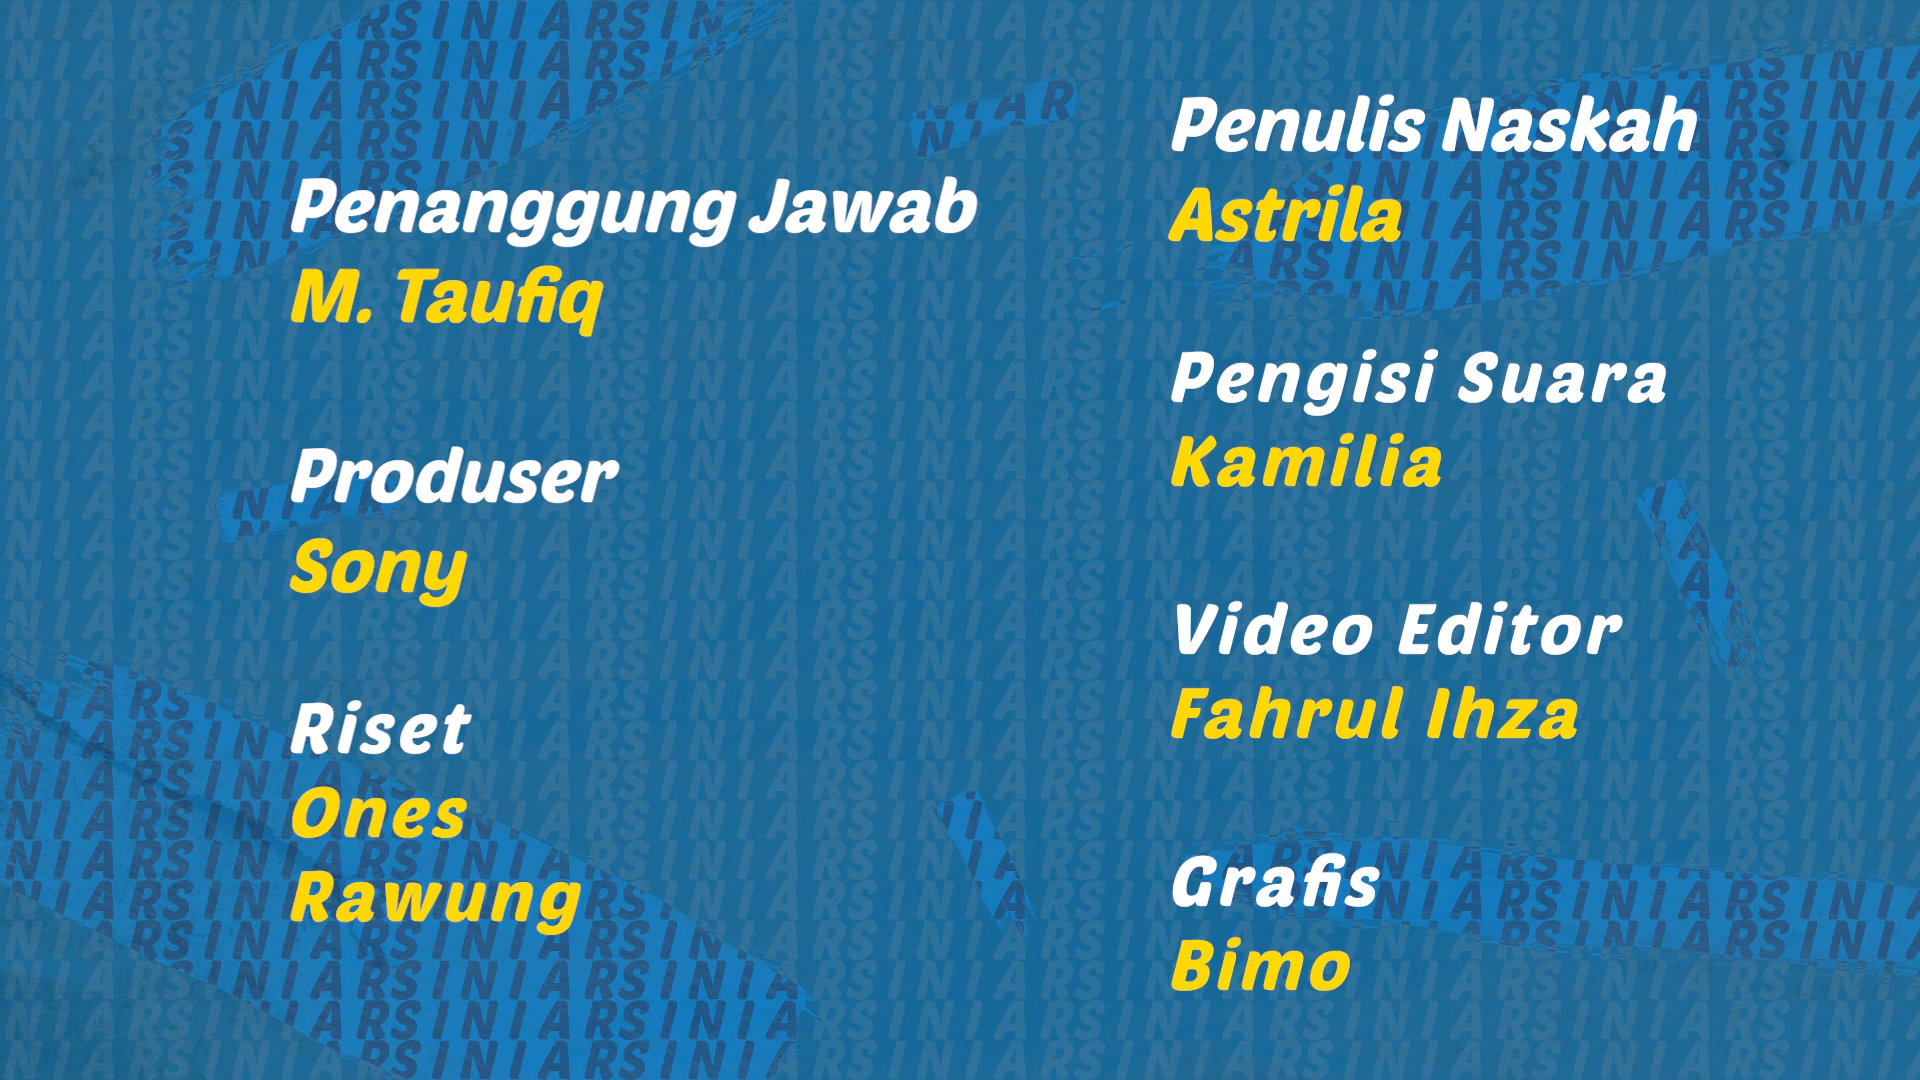 Penanggung Jawab
M. Taufiq
Produser
Sony
Riset
Ones
Rawung
Penulis Naskah
Astrila
Pengisi Suara
Kamilia
Video Editor
Fahrul Ihza
Grafis
Bimo